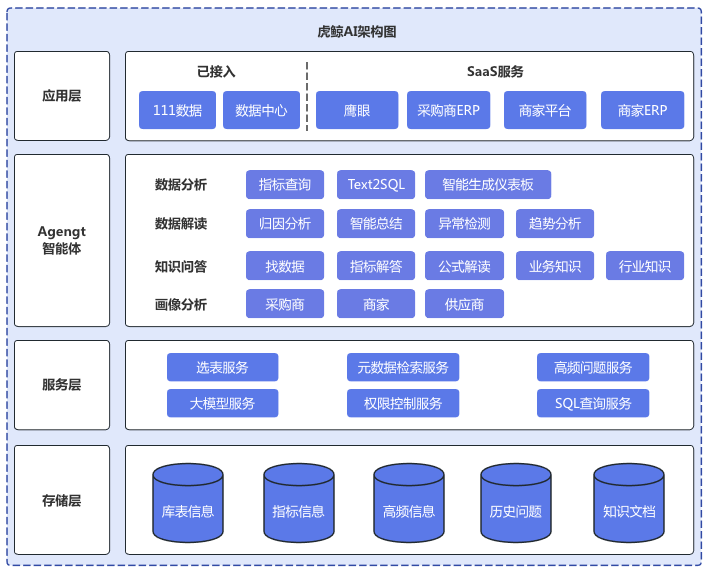 虎鲸AI架构图
应用层
已接入
SaaS服务
111数据
数据中心
鹰眼
采购商ERP
商家平台
商家ERP
Agengt
智能体
数据分析
指标查询
Text2SQL
智能生成仪表板
数据解读
归因分析
智能总结
异常检测
趋势分析
知识问答
找数据
指标解答
公式解读
业务知识
行业知识
画像分析
采购商
商家
供应商
服务层
选表服务
元数据检索服务
高频问题服务
大模型服务
权限控制服务
SQL查询服务
存储层
库表信息
指标信息
高频信息
历史问题
知识文档